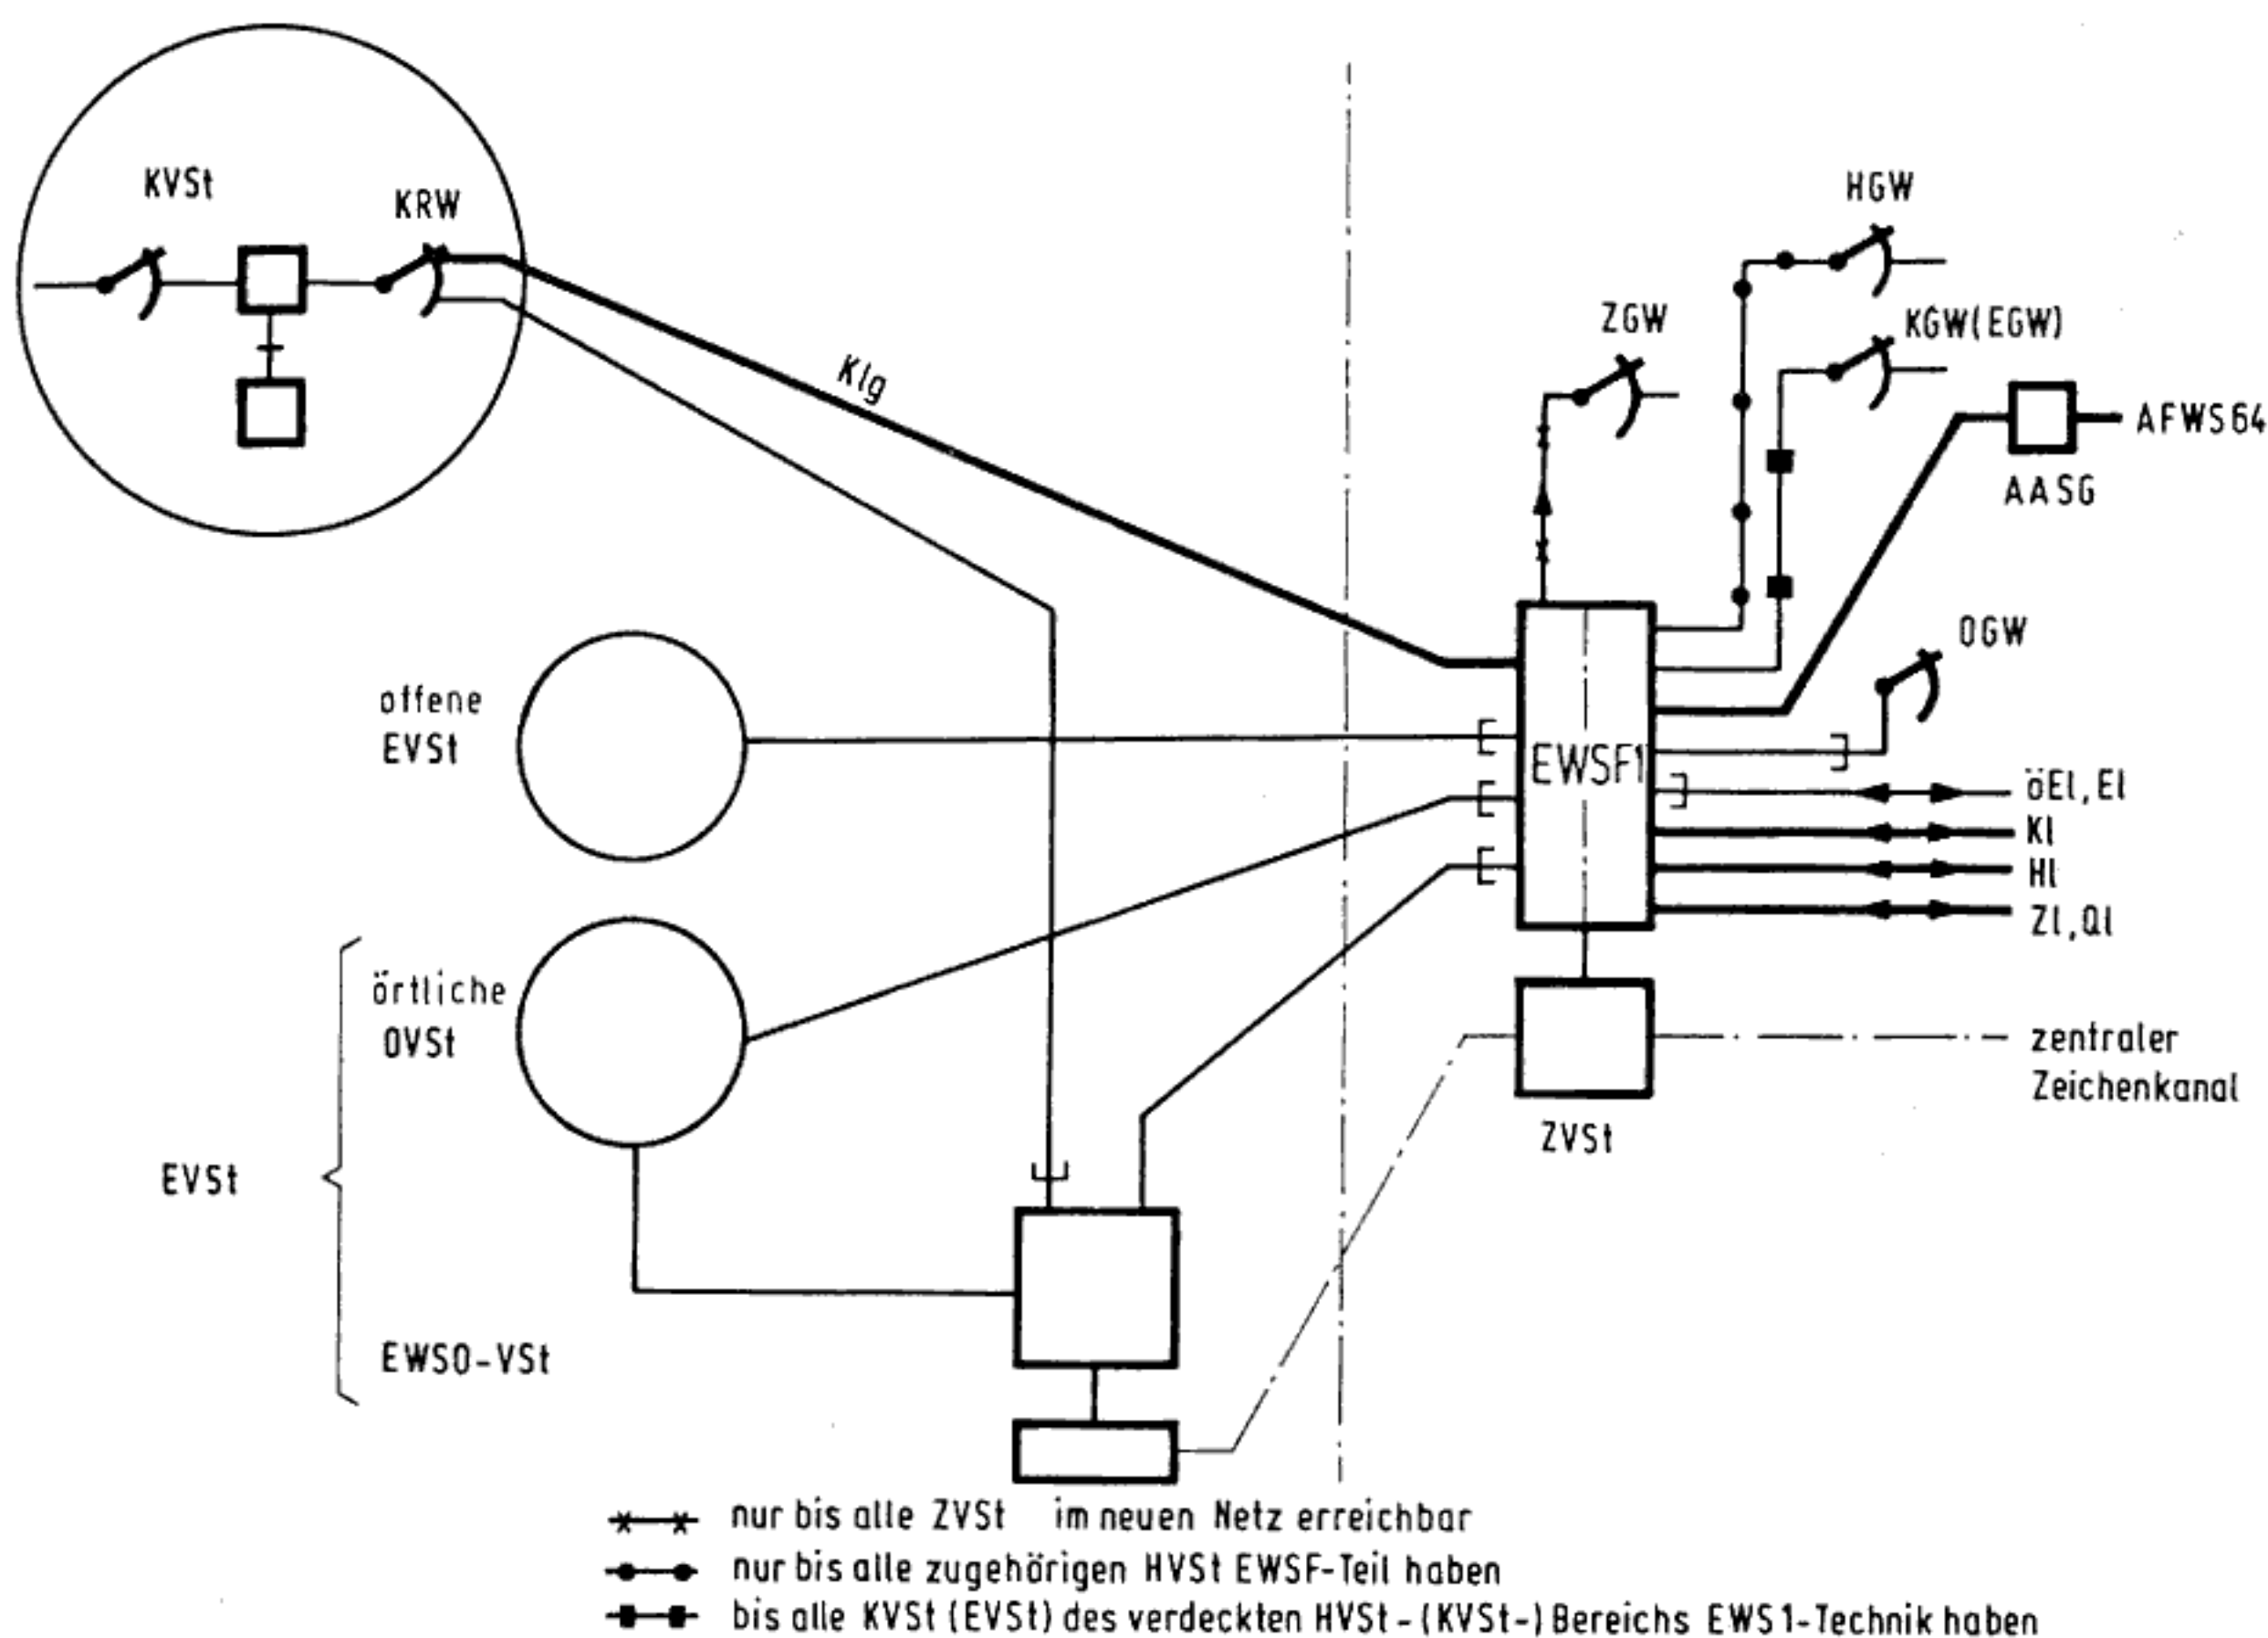 KVSt
KRW
Klg
HGW
ZGW
KGW(EGW)
AFWS64
AASG
OGW
offene
EVSt
EWSF1
öEl, El
Kl
Hl
Zl, Ql
örtliche
OVSt
zentraler
Zeichenkanal
ZVSt
EVSt
EWSO-VSt
nur bis alle ZVSt im neuen Netz erreichbar
nur bis alle zugehörigen HVSt EWSF-Teil haben
bis alle KVSt (EVSt) des verdeckten HVSt-(KVSt-) Bereichs EWS1-Technik haben